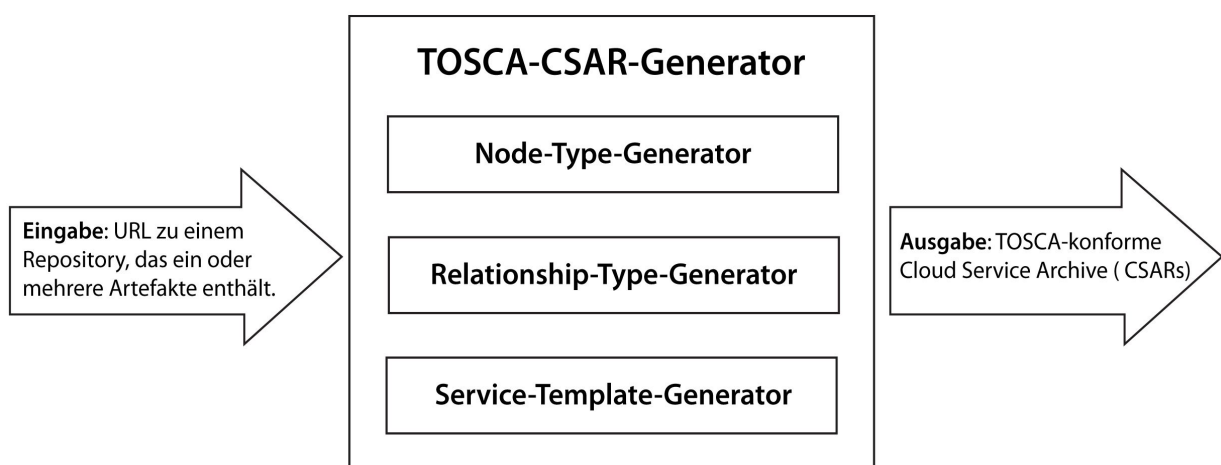 TOSCA-CSAR-Generator
Node-Type-Generator
Eingabe: URL zu einem
Repository, das ein oder
mehrere Artefakte enthält.
Relationship-Type-Generator
Ausgabe: TOSCA-konforme
Cloud Service Archive ( CSARs)
Service-Template-Generator